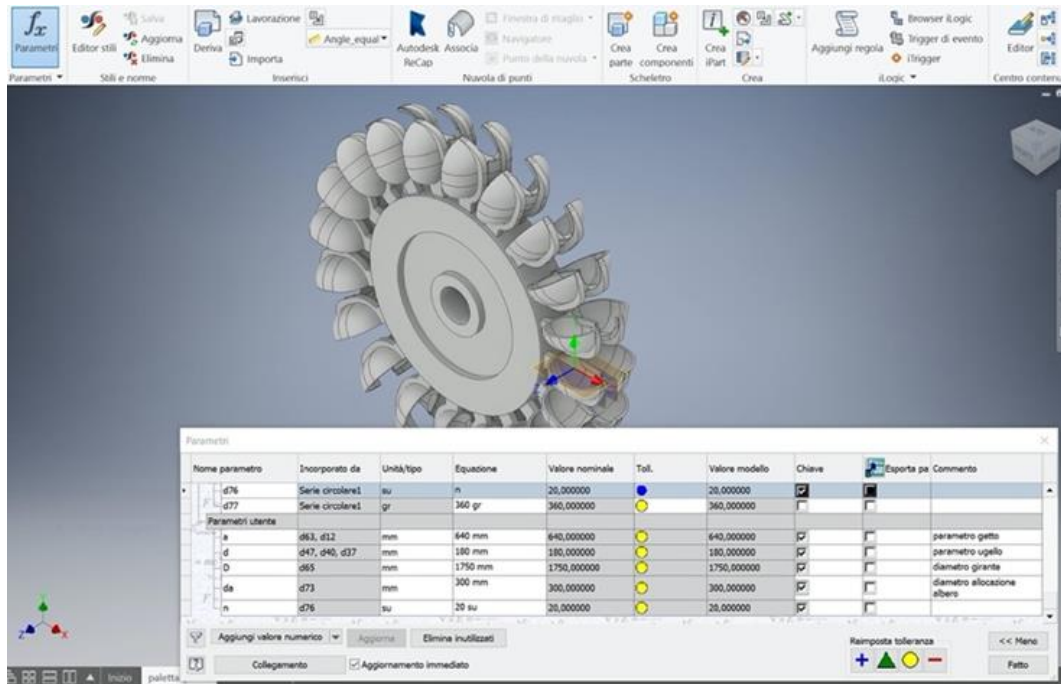 fx
Parametri
Editor stili
Salva
Aggiorna
Elimina
Deriva
Lavorazione
Importa
Angle_equal
Autodesk
ReCap
Associa
Finestra di ritaglio
Navigatore
Punto della nuvola
Crea
parte
Crea
componenti
Crea
iPart
Aggiungi regola
Browser iLogic
Trigger di evento
iTrigger
Editor
Parametri
Stili e norme
Inserisci
Nuvola di punti
Scheletro
Crea
iLogic
Centro contenu
Parametri
Nome parametro Incorporato da Unità/tipo Equazione Valore nominale Toll. Valore modello Chiave Esporta pa Commento
d76 Serie circolare1 su n 20,000000 20,000000
d77 Serie circolare1 gr 360 gr 360,000000 360,000000
Parametri utente
a d63, d12 mm 640 mm 640,000000 640,000000 parametro getto
d d47, d40, d37 mm 180 mm 180,000000 180,000000 parametro ugello
D d65 mm 1750 mm 1750,000000 1750,000000 diametro girante
da d73 mm 300 mm 300,000000 300,000000 diametro allocazione
albero
n d76 su 20 su 20,000000 20,000000
Aggiungi valore numerico Aggiorna Elimina inutilizzati Reimposta tolleranza << Meno
Collegamento Aggiornamento immediato Fatto
Z X
Inizio paletta